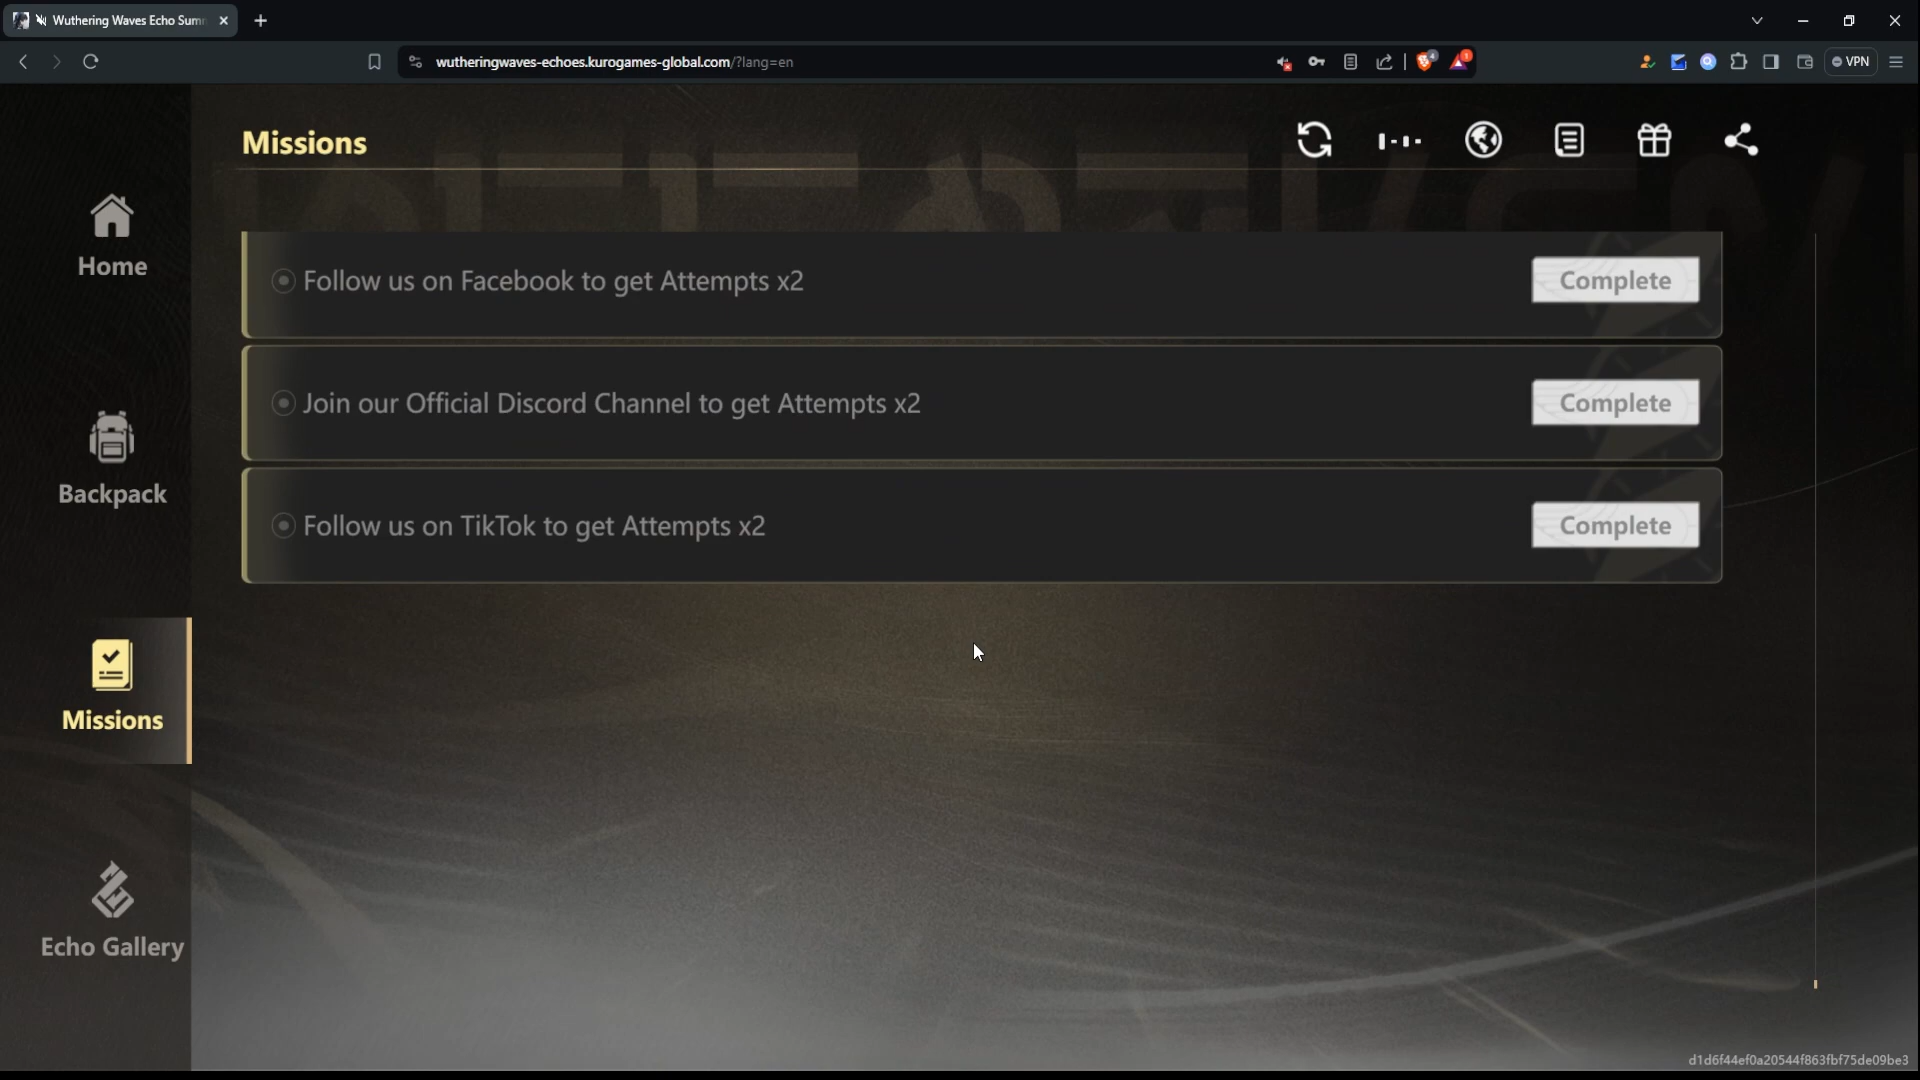 Wuthering Waves Echo Sum
wutheringwaves-echoes.kurogames-global.com/?lang=en
4
1
VPN
Missions
Home
Follow us on Facebook to get Attempts x2
Complete
Join our Official Discord Channel to get Attempts x2
Complete
Backpack
Follow us on TikTok to get Attempts x2
Complete
Missions
Echo Gallery
d1d6f44ef0a20544f863fbf75de09be3